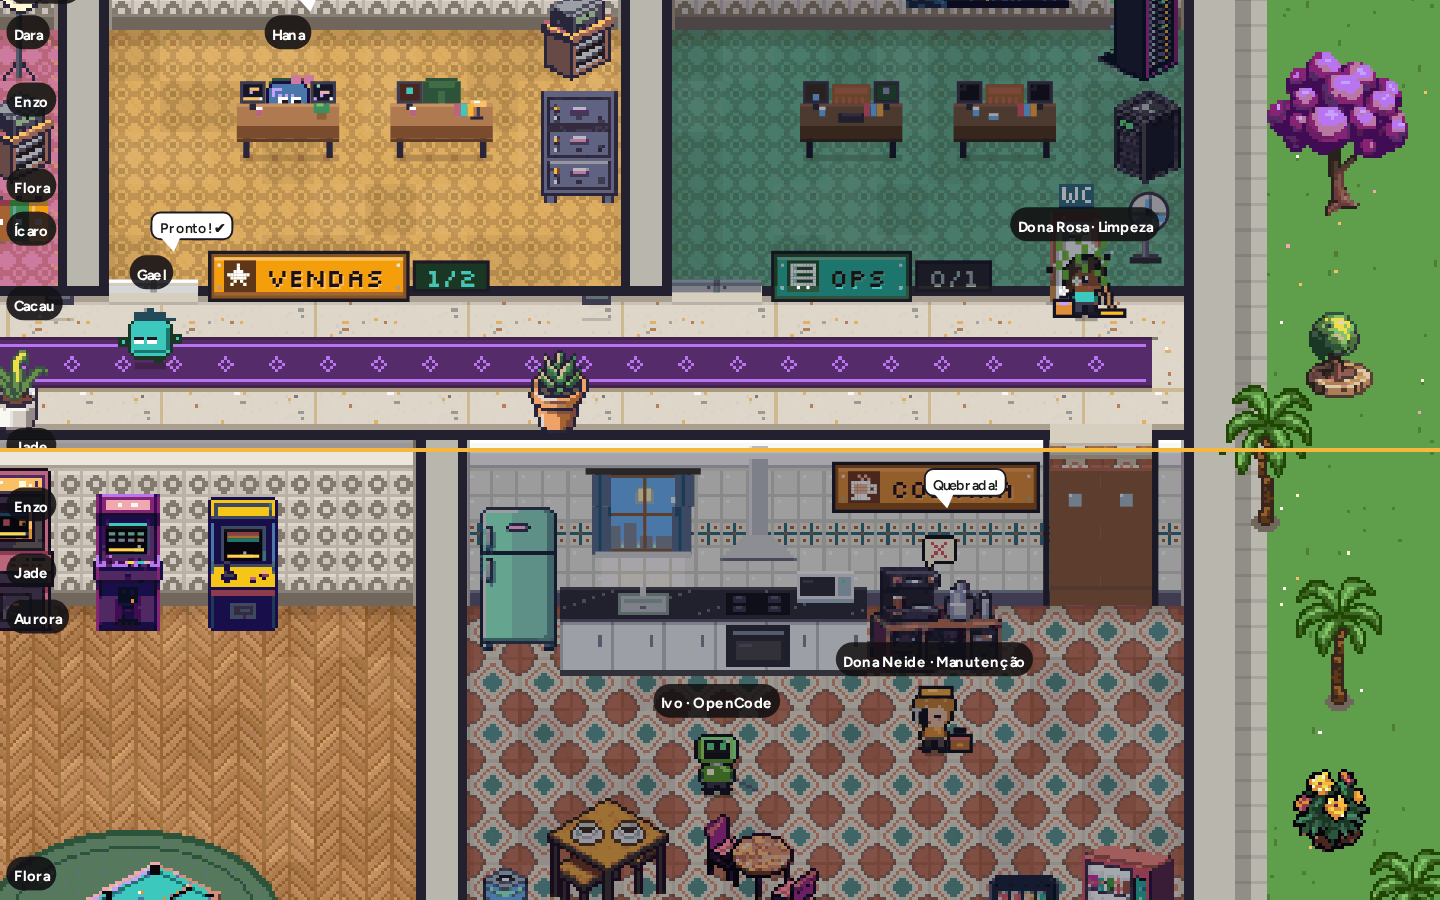 Dara
Hana
Enzo
Flora
WC
Ícaro
Pronto! ✔
Dona Rosa · Limpeza
Gael
VENDAS
1/2
OPS
0/1
Cacau
Jade
Quebrada!
Enzo
Jade
Aurora
Dona Neide · Manutenção
Ivo · OpenCode
Flora